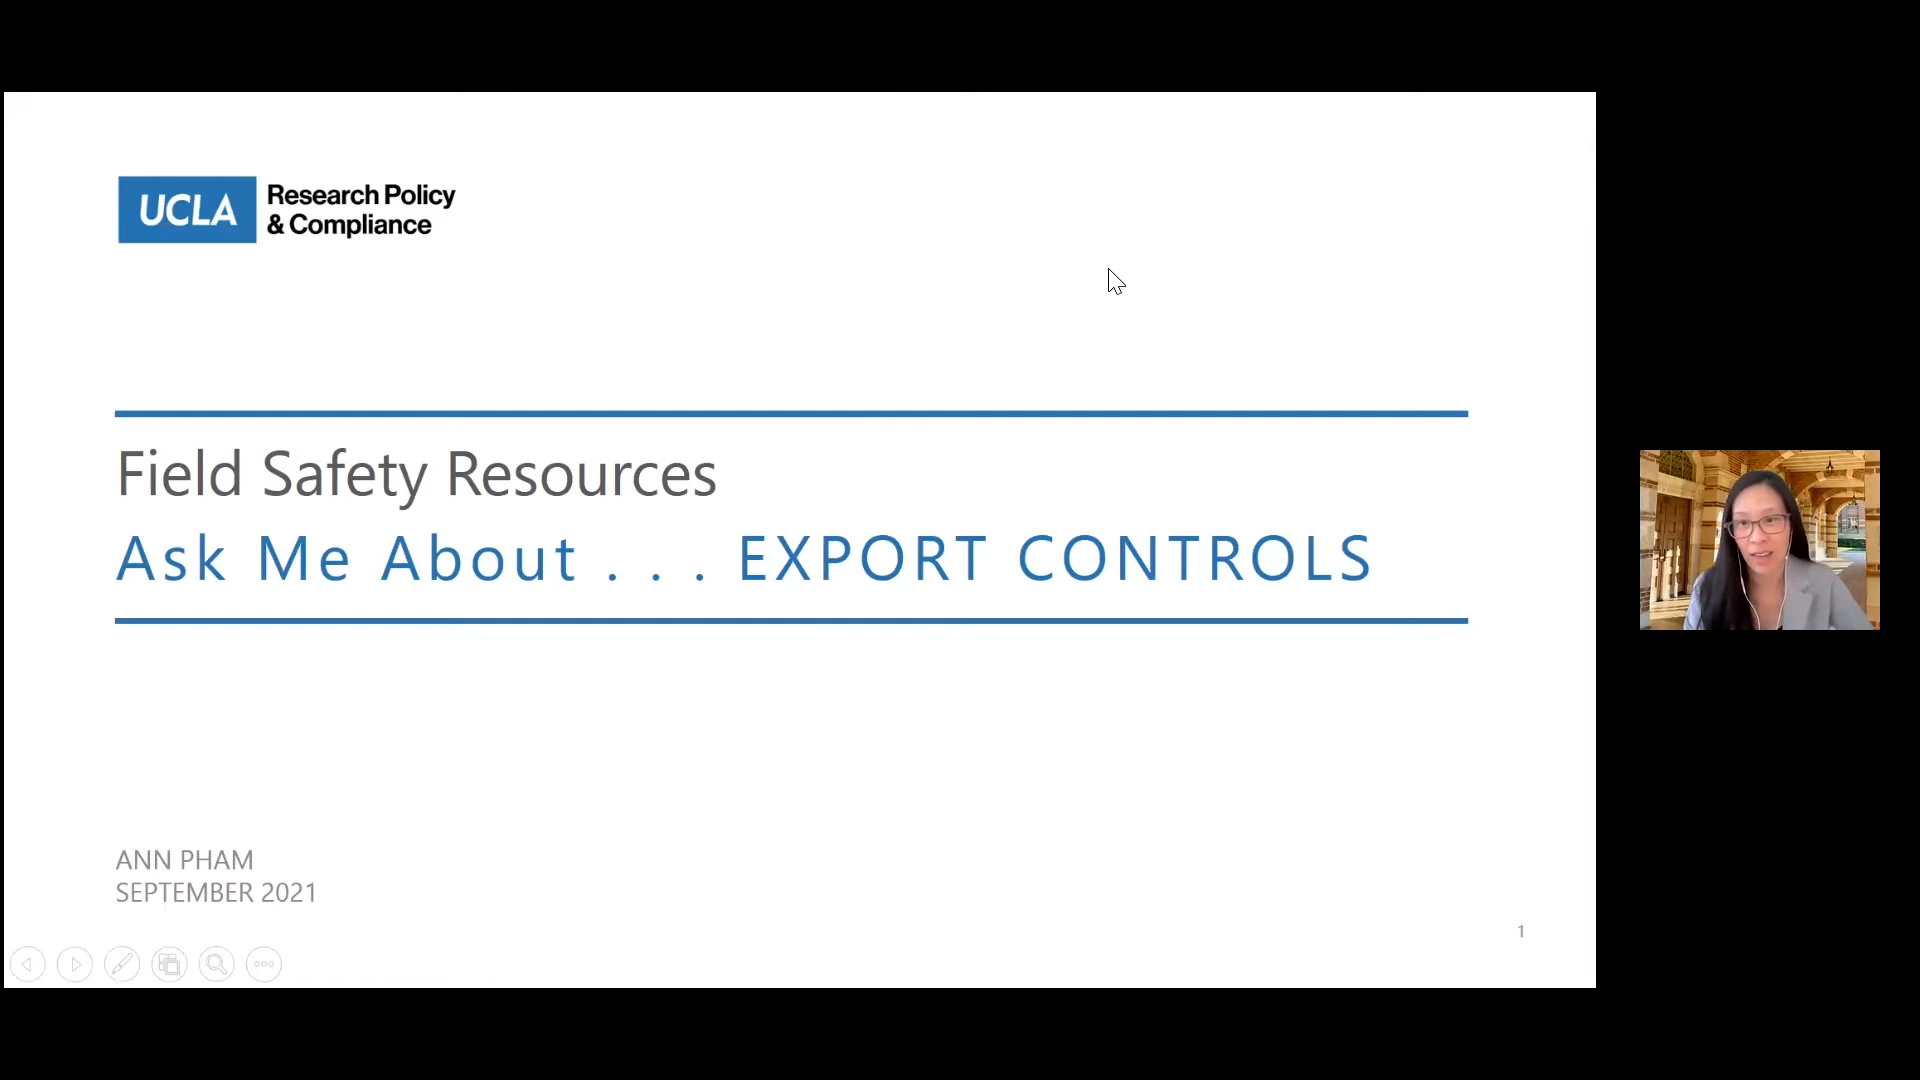 UCLA
Research Policy
& Compliance
Field Safety Resources
Ask Me About . . . EXPORT CONTROLS
ANN PHAM
SEPTEMBER 2021
1